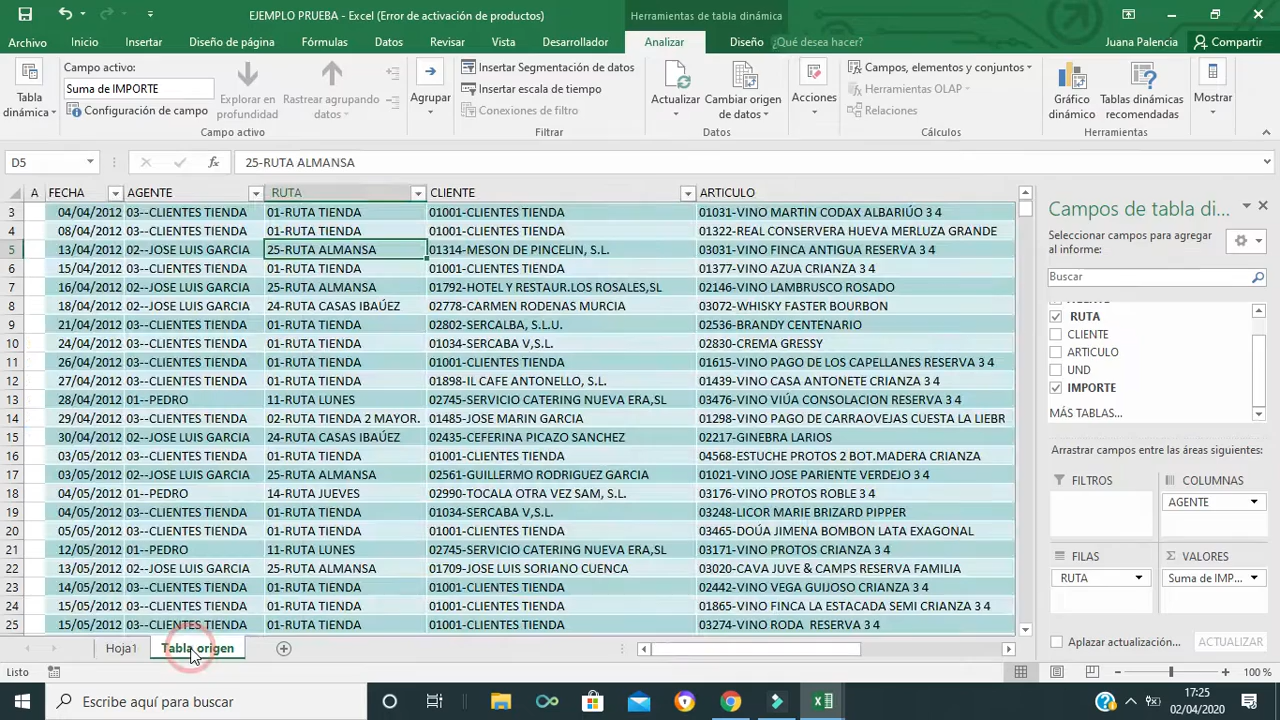 EJEMPLO PRUEBA - Excel (Error de activación de productos)
Herramientas de tabla dinámica
Archivo Inicio Insertar Diseño de página Fórmulas Datos Revisar Vista Desarrollador Analizar Diseño ¿Qué desea hacer? Juana Palencia Compartir
Tabla dinámica
Campo activo:
Suma de IMPORTE
Configuración de campo
Explorar en profundidad
Rastrear agrupando datos
Campo activo
Agrupar
Insertar Segmentación de datos
Insertar escala de tiempo
Conexiones de filtro
Filtrar
Actualizar
Cambiar origen de datos
Datos
Acciones
Campos, elementos y conjuntos
Herramientas OLAP
Relaciones
Cálculos
Gráfico dinámico
Tablas dinámicas recomendadas
Herramientas
Mostrar
D5 fx 25-RUTA ALMANSA
A FECHA AGENTE RUTA CLIENTE ARTICULO
3 04/04/2012 03--CLIENTES TIENDA 01-RUTA TIENDA 01001-CLIENTES TIENDA 01031-VINO MARTIN CODAX ALBARIÚO 3 4
4 08/04/2012 03--CLIENTES TIENDA 01-RUTA TIENDA 01001-CLIENTES TIENDA 01322-REAL CONSERVERA HUEVA MERLUZA GRANDE
5 13/04/2012 02--JOSE LUIS GARCIA 25-RUTA ALMANSA 01314-MESON DE PINCELIN, S.L. 03031-VINO FINCA ANTIGUA RESERVA 3 4
6 15/04/2012 03--CLIENTES TIENDA 01-RUTA TIENDA 01001-CLIENTES TIENDA 01377-VINO AZUA CRIANZA 3 4
7 16/04/2012 02--JOSE LUIS GARCIA 25-RUTA ALMANSA 01792-HOTEL Y RESTAUR.LOS ROSALES,SL 02146-VINO LAMBRUSCO ROSADO
8 18/04/2012 02--JOSE LUIS GARCIA 24-RUTA CASAS IBAÚEZ 02778-CARMEN RODENAS MURCIA 03072-WHISKY FASTER BOURBON
9 21/04/2012 03--CLIENTES TIENDA 01-RUTA TIENDA 02802-SERCALBA, S.L.U. 02536-BRANDY CENTENARIO
10 24/04/2012 03--CLIENTES TIENDA 01-RUTA TIENDA 01034-SERCABA V,S.L. 02830-CREMA GRESSY
11 26/04/2012 03--CLIENTES TIENDA 01-RUTA TIENDA 01001-CLIENTES TIENDA 01615-VINO PAGO DE LOS CAPELLANES RESERVA 3 4
12 27/04/2012 03--CLIENTES TIENDA 01-RUTA TIENDA 01898-IL CAFE ANTONELLO, S.L. 01439-VINO CASA ANTONETE CRIANZA 3 4
13 28/04/2012 01--PEDRO 11-RUTA LUNES 02745-SERVICIO CATERING NUEVA ERA,SL 03476-VINO VIÚA CONSOLACION RESERVA 3 4
14 29/04/2012 03--CLIENTES TIENDA 02-RUTA TIENDA 2 MAYOR. 01485-JOSE MARIN GARCIA 01298-VINO PAGO DE CARRAOVEJAS CUESTA LA LIEBR
15 30/04/2012 02--JOSE LUIS GARCIA 24-RUTA CASAS IBAÚEZ 02435-CEFERINA PICAZO SANCHEZ 02217-GINEBRA LARIOS
16 03/05/2012 03--CLIENTES TIENDA 01-RUTA TIENDA 01001-CLIENTES TIENDA 04568-ESTUCHE PROTOS 2 BOT.MADERA CRIANZA
17 03/05/2012 02--JOSE LUIS GARCIA 25-RUTA ALMANSA 02561-GUILLERMO RODRIGUEZ GARCIA 01021-VINO JOSE PARIENTE VERDEJO 3 4
18 04/05/2012 01--PEDRO 14-RUTA JUEVES 02990-TOCALA OTRA VEZ SAM, S.L. 03176-VINO PROTOS ROBLE 3 4
19 04/05/2012 03--CLIENTES TIENDA 01-RUTA TIENDA 01034-SERCABA V,S.L. 03248-LICOR MARIE BRIZARD PIPPER
20 05/05/2012 03--CLIENTES TIENDA 01-RUTA TIENDA 01001-CLIENTES TIENDA 03465-DOÚA JIMENA BOMBON LATA EXAGONAL
21 12/05/2012 01--PEDRO 11-RUTA LUNES 02745-SERVICIO CATERING NUEVA ERA,SL 03171-VINO PROTOS CRIANZA 3 4
22 13/05/2012 02--JOSE LUIS GARCIA 25-RUTA ALMANSA 01709-JOSE LUIS SORIANO CUENCA 03020-CAVA JUVE & CAMPS RESERVA FAMILIA
23 14/05/2012 03--CLIENTES TIENDA 01-RUTA TIENDA 01001-CLIENTES TIENDA 02442-VINO VEGA GUIJOSO CRIANZA 3 4
24 15/05/2012 03--CLIENTES TIENDA 01-RUTA TIENDA 01001-CLIENTES TIENDA 01865-VINO FINCA LA ESTACADA SEMI CRIANZA 3 4
25 15/05/2012 03--CLIENTES TIENDA 01-RUTA TIENDA 01001-CLIENTES TIENDA 03274-VINO RODA RESERVA 3 4
Campos de tabla di...
Seleccionar campos para agregar al informe:
Buscar
RUTA
CLIENTE
ARTICULO
UND
IMPORTE
MÁS TABLAS...
Arrastrar campos entre las áreas siguientes:
FILTROS
COLUMNAS
AGENTE
FILAS
RUTA
Σ VALORES
Suma de IMP...
Aplazar actualización... ACTUALIZAR
Hoja1 Tabla origen
Listo 100 %
Escribe aquí para buscar
17:25
02/04/2020